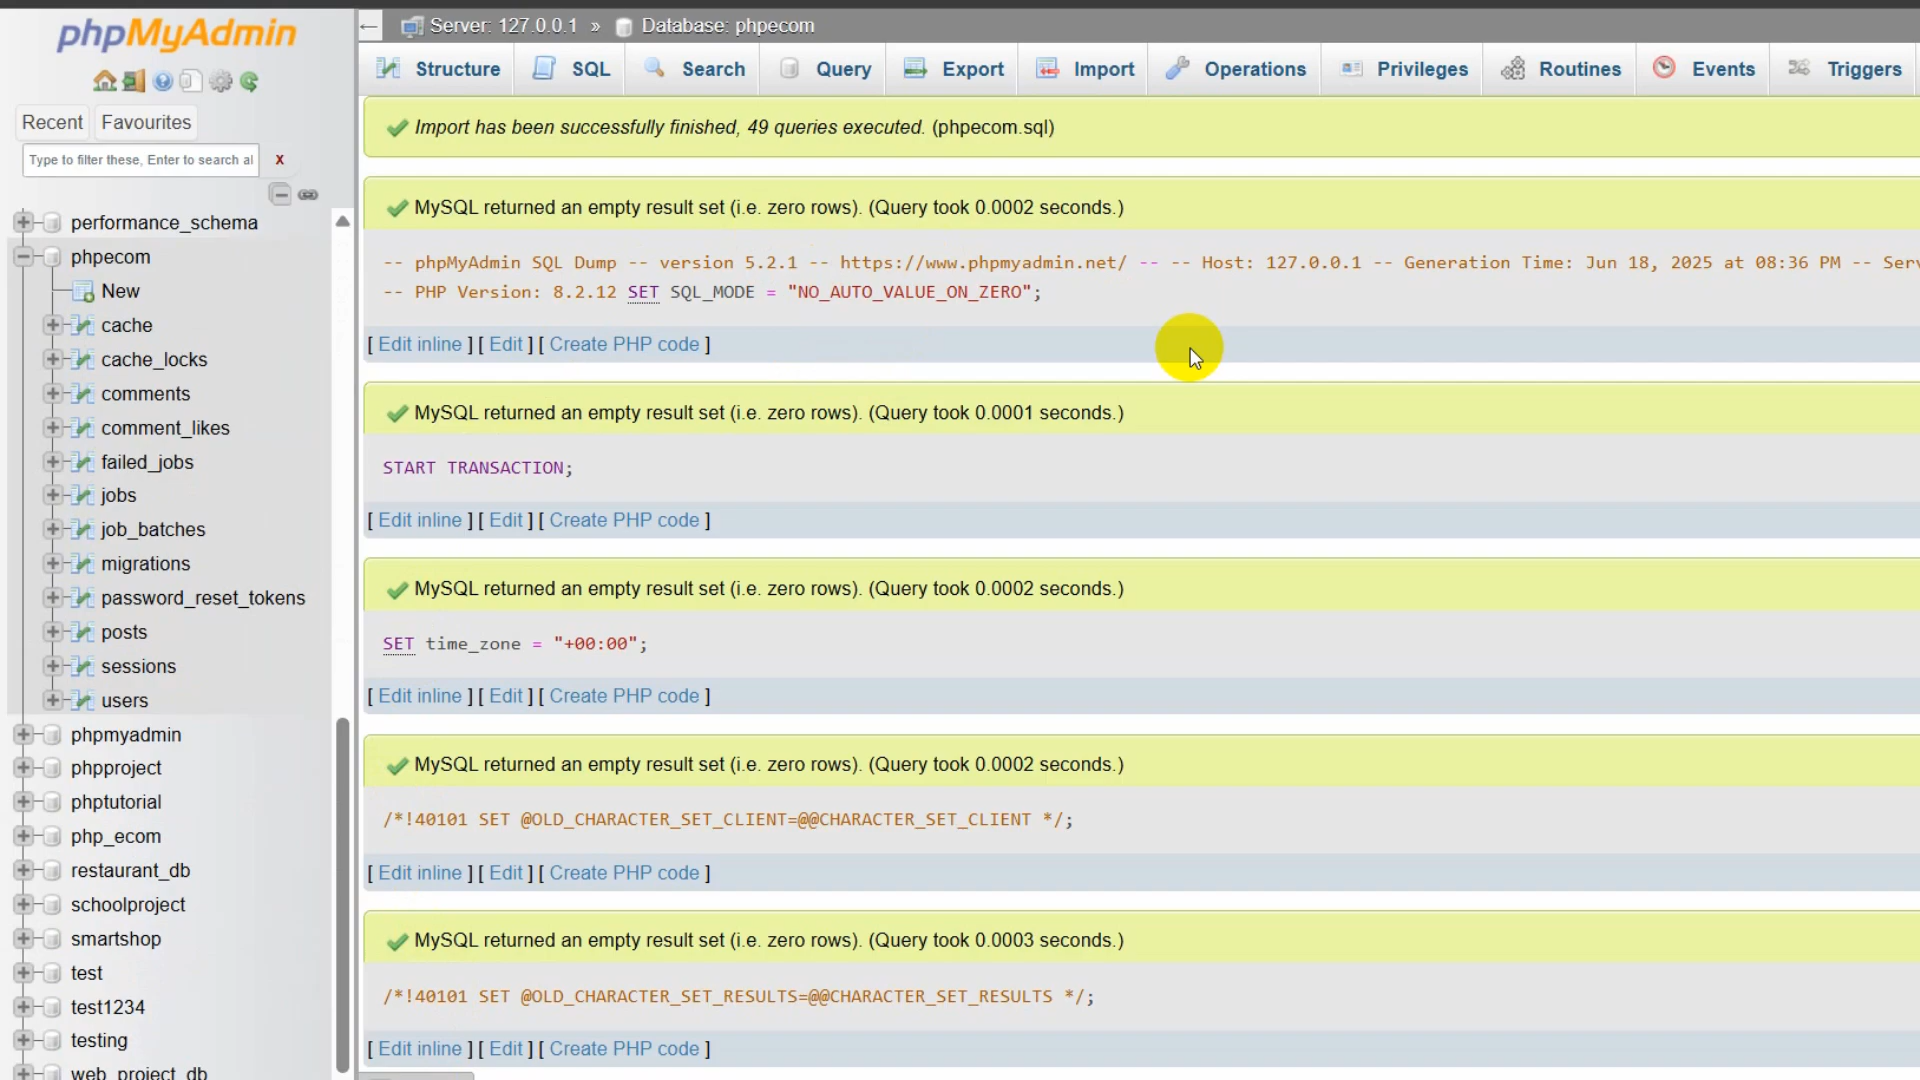 phpMyAdmin
Recent
Favourites
Type to filter these, Enter to search al
X
performance_schema
phpecom
New
cache
cache_locks
comments
comment_likes
failed_jobs
jobs
job_batches
migrations
password_reset_tokens
posts
sessions
users
phpmyadmin
phpproject
phptutorial
php_ecom
restaurant_db
schoolproject
smartshop
test
test1234
testing
web_project_db
Server: 127.0.0.1 » Database: phpecom
Structure SQL Search Query Export Import Operations Privileges Routines Events Triggers
Import has been successfully finished, 49 queries executed. (phpecom.sql)
MySQL returned an empty result set (i.e. zero rows). (Query took 0.0002 seconds.)
-- phpMyAdmin SQL Dump -- version 5.2.1 -- https://www.phpmyadmin.net/ -- -- Host: 127.0.0.1 -- Generation Time: Jun 18, 2025 at 08:36 PM -- Serv
-- PHP Version: 8.2.12 SET SQL_MODE = "NO_AUTO_VALUE_ON_ZERO";
[ Edit inline ] [ Edit ] [ Create PHP code ]
MySQL returned an empty result set (i.e. zero rows). (Query took 0.0001 seconds.)
START TRANSACTION;
[ Edit inline ] [ Edit ] [ Create PHP code ]
MySQL returned an empty result set (i.e. zero rows). (Query took 0.0002 seconds.)
SET time_zone = "+00:00";
[ Edit inline ] [ Edit ] [ Create PHP code ]
MySQL returned an empty result set (i.e. zero rows). (Query took 0.0002 seconds.)
/*!40101 SET @OLD_CHARACTER_SET_CLIENT=@@CHARACTER_SET_CLIENT */;
[ Edit inline ] [ Edit ] [ Create PHP code ]
MySQL returned an empty result set (i.e. zero rows). (Query took 0.0003 seconds.)
/*!40101 SET @OLD_CHARACTER_SET_RESULTS=@@CHARACTER_SET_RESULTS */;
[ Edit inline ] [ Edit ] [ Create PHP code ]